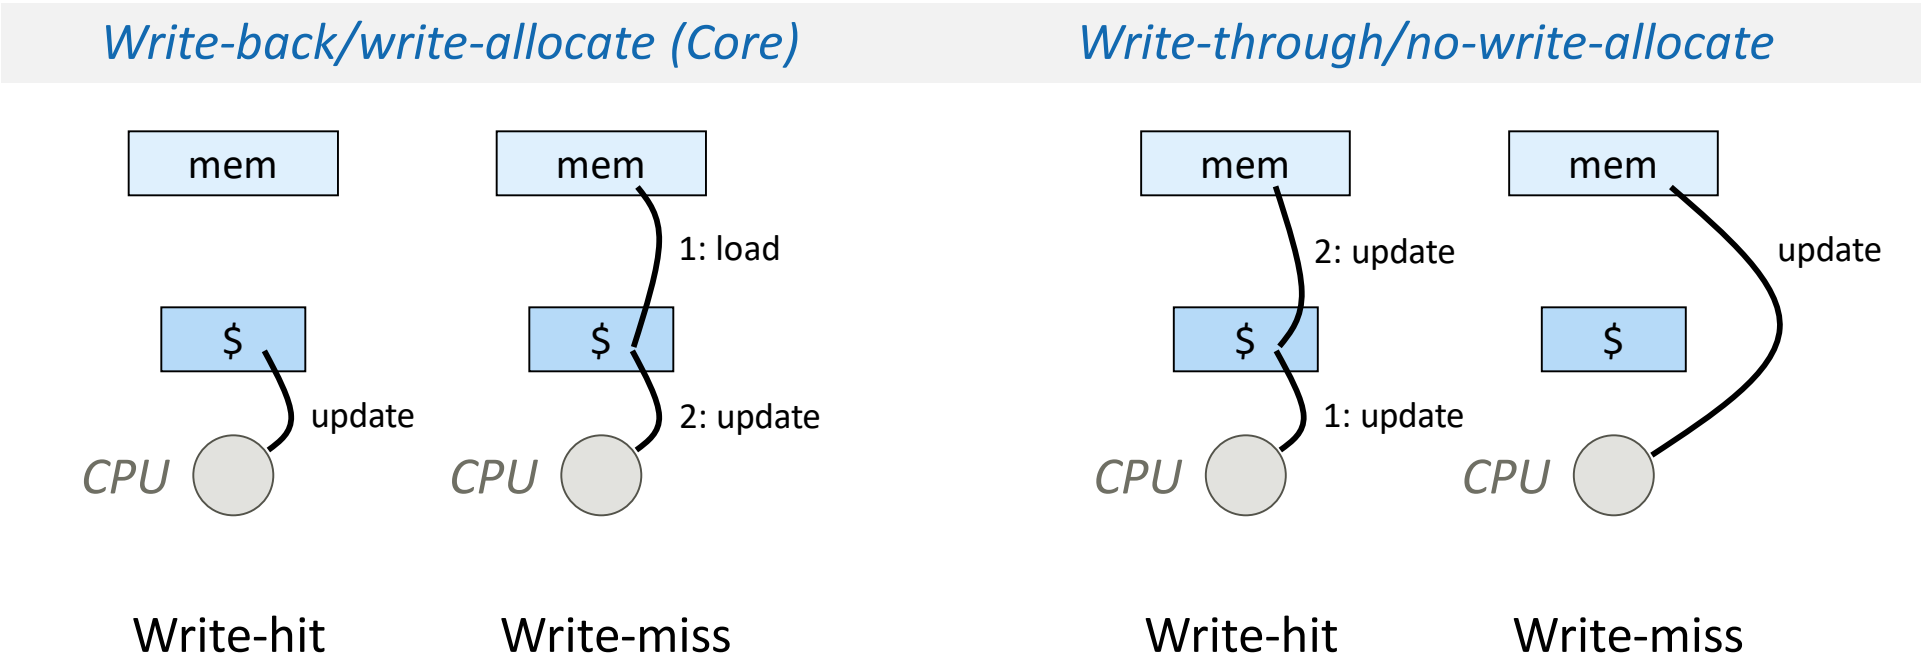 Write-back/write-allocate (Core)
Write-through/no-write-allocate
mem
mem
mem
mem
1: load
2: update
update
$
$
$
$
update
2: update
1: update
CPU
CPU
CPU
CPU
Write-hit
Write-miss
Write-hit
Write-miss